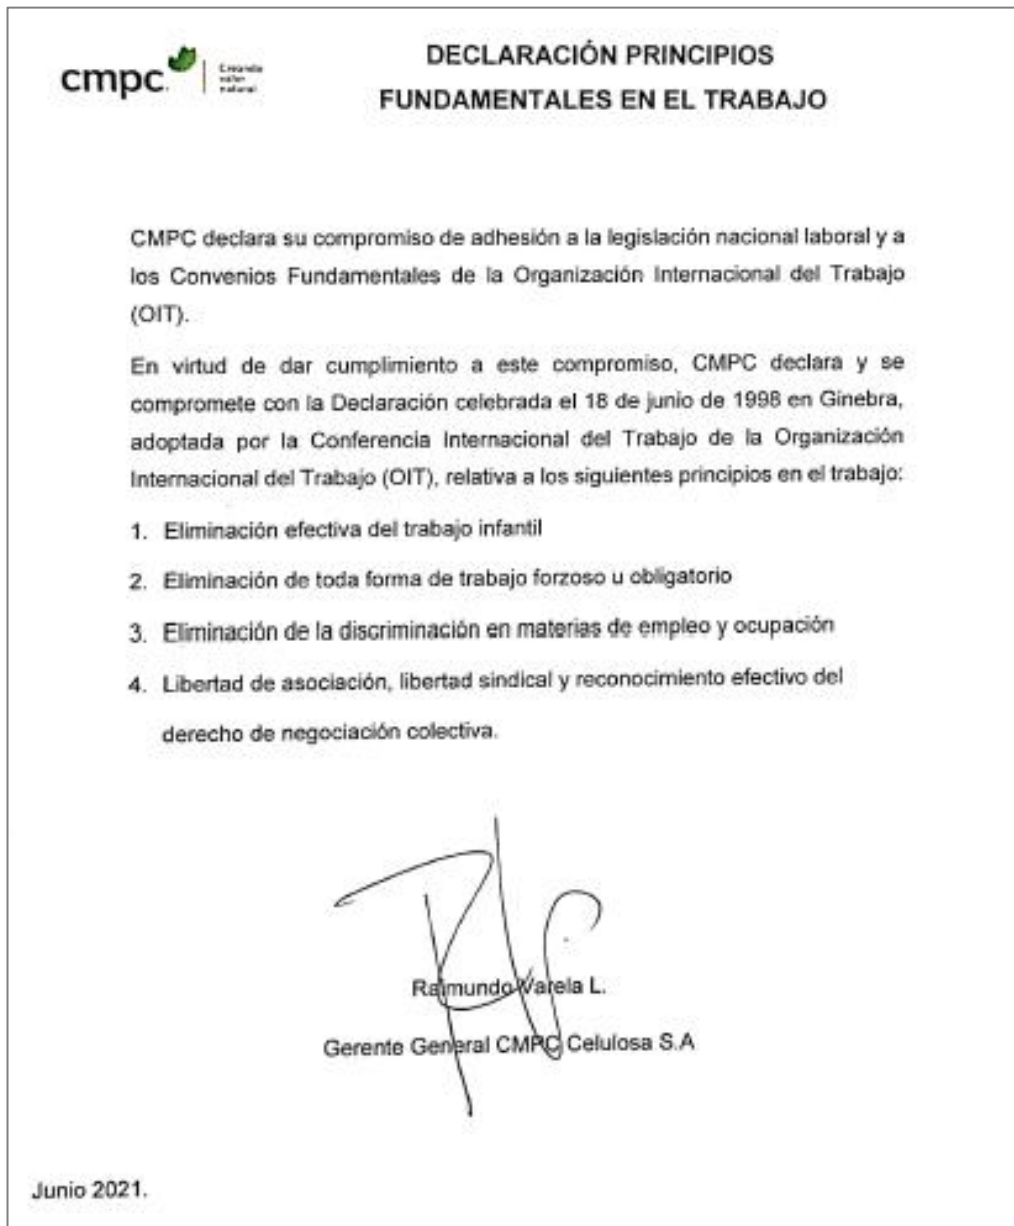 cmpc.
Creando
valor
natural
DECLARACIÓN PRINCIPIOS
FUNDAMENTALES EN EL TRABAJO
CMPC declara su compromiso de adhesión a la legislación nacional laboral y a
los Convenios Fundamentales de la Organización Internacional del Trabajo
(OIT).
En virtud de dar cumplimiento a este compromiso, CMPC declara y se
compromete con la Declaración celebrada el 18 de junio de 1998 en Ginebra,
adoptada por la Conferencia Internacional del Trabajo de la Organización
Internacional del Trabajo (OIT), relativa a los siguientes principios en el trabajo:
1. Eliminación efectiva del trabajo infantil
2. Eliminación de toda forma de trabajo forzoso u obligatorio
3. Eliminación de la discriminación en materias de empleo y ocupación
4. Libertad de asociación, libertad sindical y reconocimiento efectivo del
derecho de negociación colectiva.
Raimundo Varela L.
Gerente General CMPC Celulosa S.A
Junio 2021.